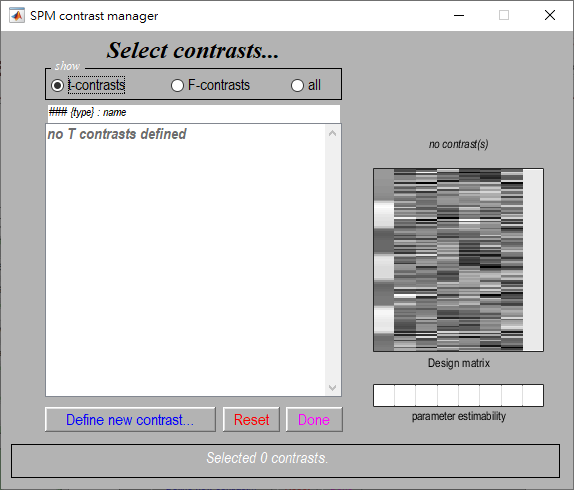 SPM contrast manager
Select contrasts...
show
t-contrasts
F-contrasts
all
### {type} : name
no T contrasts defined
no contrast(s)
Design matrix
parameter estimability
Define new contrast...
Reset
Done
Selected 0 contrasts.